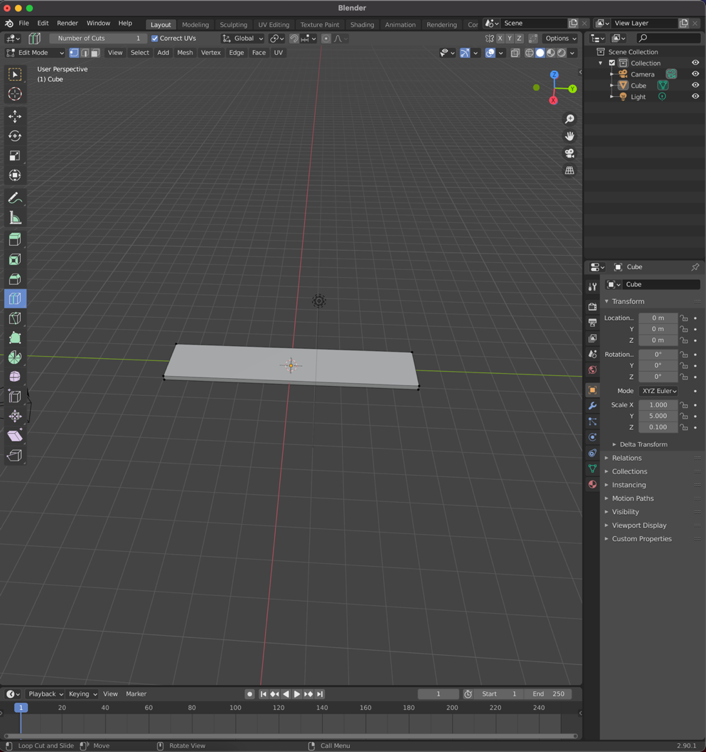 Blender
File Edit Render Window Layout Modeling Sculpting UV Editing Texture Paint Shading Animation Rendering Co Scene View Layer
Number of Cuts 1 Correct UVs Global X Y Z Options
Edit Mode View Select Add Mesh Vertex Edge Face UV
User Perspective
(1) Cube
Z
Y
X
Scene Collection
Collection
Camera
Cube
Light
Cube
Cube
Transform
Location... 0 m
Y 0 m
Z 0 m
Rotation... 0°
Y 0°
Z 0°
Mode XYZ Euler
Scale X 1.000
Y 5.000
Z 0.100
Delta Transform
Relations
Collections
Instancing
Motion Paths
Visibility
Viewport Display
Custom Properties
Playback Keying View Marker 1 Start 1 End 250
1 20 40 60 80 100 120 140 160 180 200 220 240
Loop Cut and Slide Move Rotate View Call Menu 2.90.1